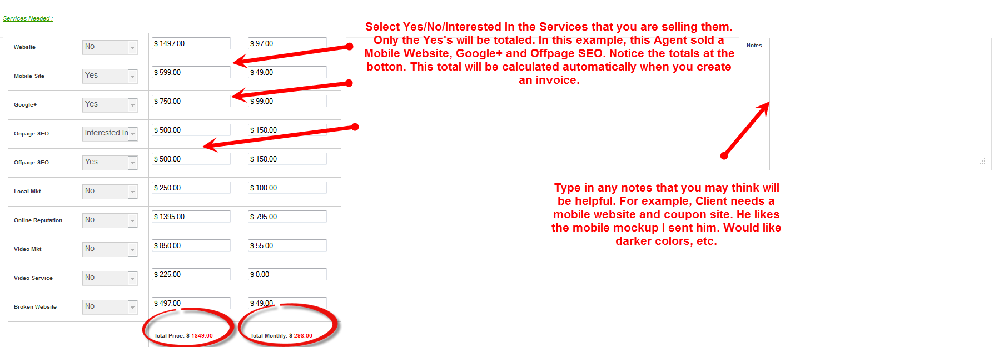 Services Needed :
Website No $ 1497.00 $ 97.00
Mobile Site Yes $ 599.00 $ 49.00
Google+ Yes $ 750.00 $ 99.00
Onpage SEO Interested In $ 500.00 $ 150.00
Offpage SEO Yes $ 500.00 $ 150.00
Local Mkt No $ 250.00 $ 100.00
Online Reputation No $ 1395.00 $ 795.00
Video Mkt No $ 850.00 $ 55.00
Video Service No $ 225.00 $ 0.00
Broken Website No $ 497.00 $ 49.00
Total Price: $ 1849.00 Total Monthly: $ 298.00
Select Yes/No/Interested In the Services that you are selling them.
Only the Yes's will be totaled. In this example, this Agent sold a
Mobile Website, Google+ and Offpage SEO. Notice the totals at the
botton. This total will be calculated automatically when you create
an invoice.
Notes
Type in any notes that you may think will
be helpful. For example, Client needs a
mobile website and coupon site. He likes
the mobile mockup I sent him. Would like
darker colors, etc.